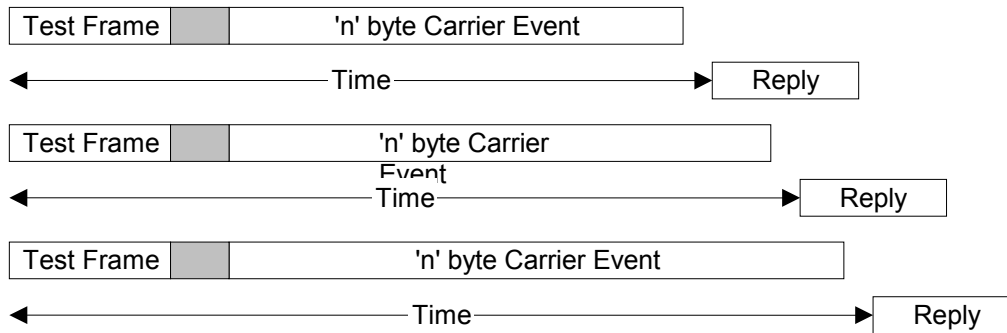 Test Frame 'n' byte Carrier Event
Time Reply
Test Frame 'n' byte Carrier
Event
Time Reply
Test Frame 'n' byte Carrier Event
Time Reply